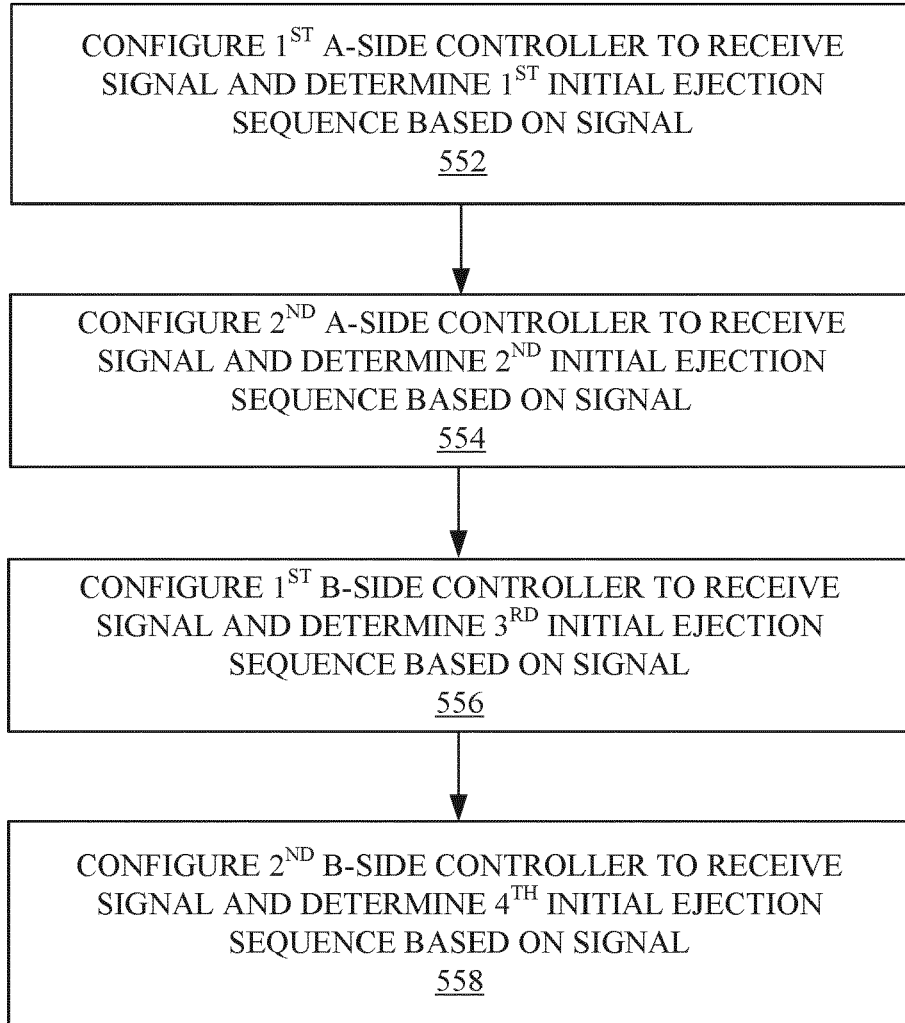 CONFIGURE 1ST A-SIDE CONTROLLER TO RECEIVE
SIGNAL AND DETERMINE 1ST INITIAL EJECTION
SEQUENCE BASED ON SIGNAL
552
CONFIGURE 2ND A-SIDE CONTROLLER TO RECEIVE
SIGNAL AND DETERMINE 2ND INITIAL EJECTION
SEQUENCE BASED ON SIGNAL
554
CONFIGURE 1ST B-SIDE CONTROLLER TO RECEIVE
SIGNAL AND DETERMINE 3RD INITIAL EJECTION
SEQUENCE BASED ON SIGNAL
556
CONFIGURE 2ND B-SIDE CONTROLLER TO RECEIVE
SIGNAL AND DETERMINE 4TH INITIAL EJECTION
SEQUENCE BASED ON SIGNAL
558